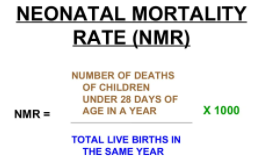 NEONATAL MORTALITY
RATE (NMR)
NUMBER OF DEATHS
OF CHILDREN
UNDER 28 DAYS OF
AGE IN A YEAR
NMR =
X 1000
TOTAL LIVE BIRTHS IN
THE SAME YEAR